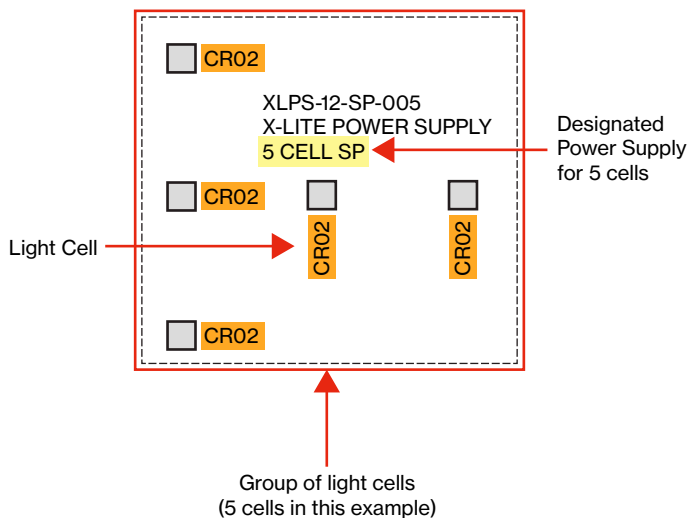 CR02
XLPS-12-SP-005
X-LITE POWER SUPPLY
5 CELL SP
Designated
Power Supply
for 5 cells
CR02
Light Cell
CR02
CR02
CR02
Group of light cells
(5 cells in this example)